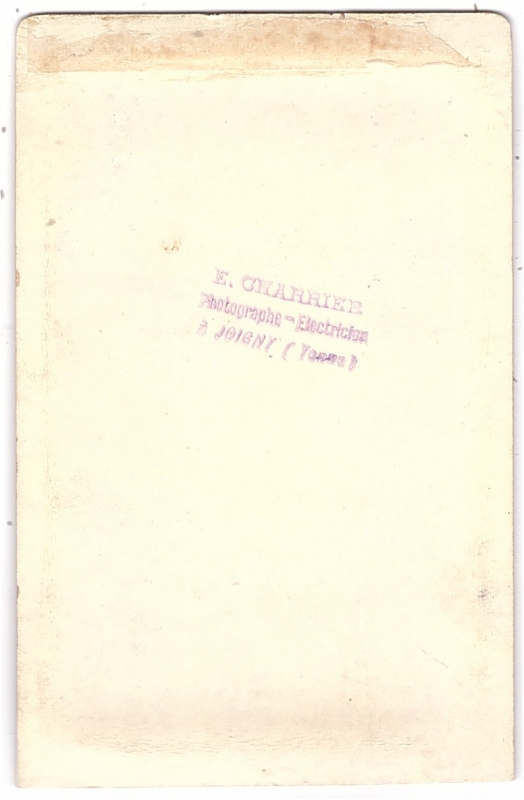 E. CHARRIER
Photographe - Electricien
à JOIGNY ( Yonne )